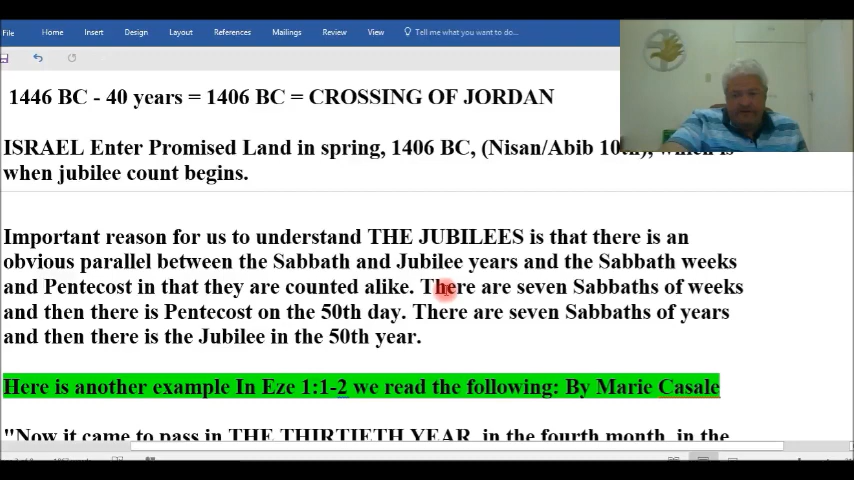 File Home Insert Design Layout References Mailings Review View Tell me what you want to do...
1446 BC - 40 years = 1406 BC = CROSSING OF JORDAN
ISRAEL Enter Promised Land in spring, 1406 BC, (Nisan/Abib 10th), which is
when jubilee count begins.
Important reason for us to understand THE JUBILEES is that there is an
obvious parallel between the Sabbath and Jubilee years and the Sabbath weeks
and Pentecost in that they are counted alike. There are seven Sabbaths of weeks
and then there is Pentecost on the 50th day. There are seven Sabbaths of years
and then there is the Jubilee in the 50th year.
Here is another example In Eze 1:1-2 we read the following: By Marie Casale
"Now it came to pass in THE THIRTIETH YEAR, in the fourth month, in the